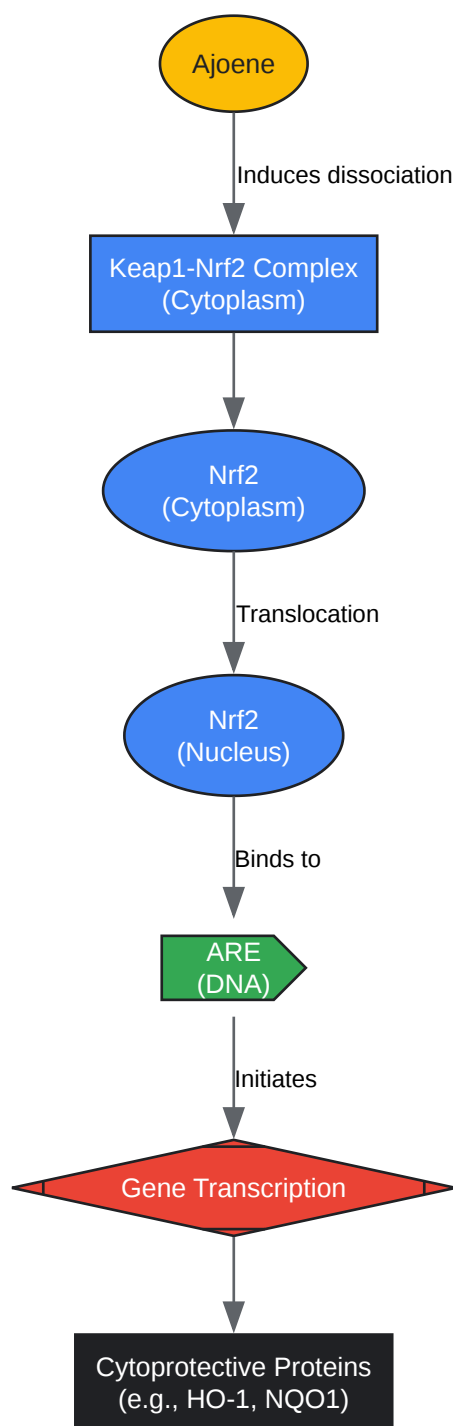 Ajoene
Induces dissociation
Keap1-Nrf2 Complex
(Cytoplasm)
Nrf2
(Cytoplasm)
Translocation
Nrf2
(Nucleus)
Binds to
ARE
(DNA)
Initiates
Gene Transcription
Cytoprotective Proteins
(e.g., HO-1, NQO1)